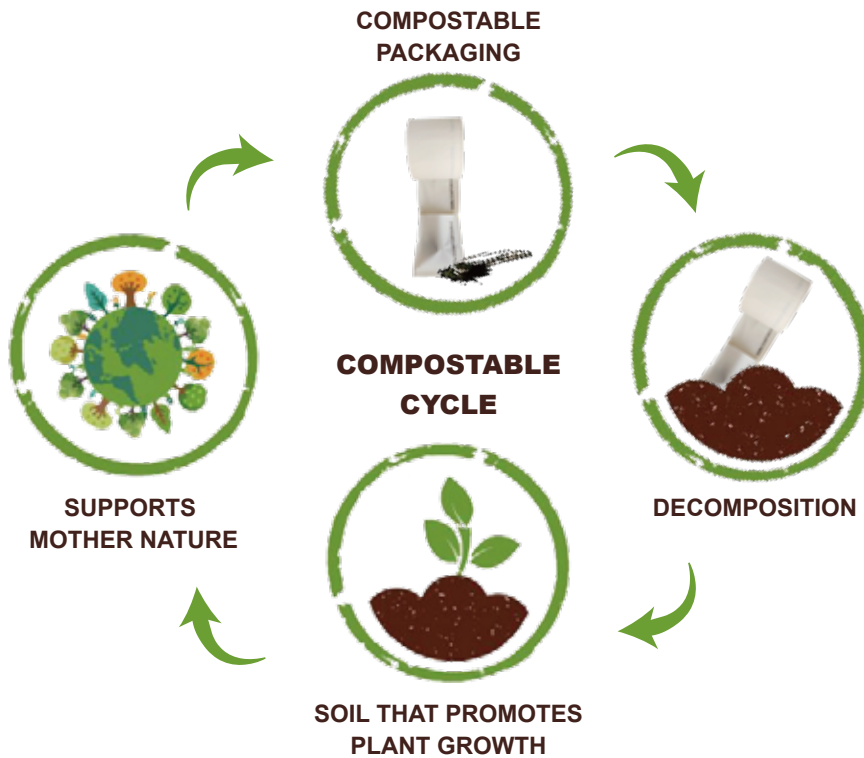 COMPOSTABLE
PACKAGING
COMPOSTABLE
CYCLE
SUPPORTS
MOTHER NATURE
DECOMPOSITION
SOIL THAT PROMOTES
PLANT GROWTH